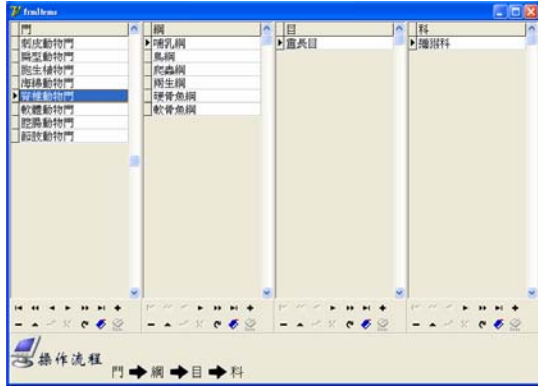 frmItems
門
刺皮動物門
扁型動物門
孢生植物門
海綿動物門
脊椎動物門
軟體動物門
腔腸動物門
節肢動物門
綱
哺乳綱
鳥綱
爬蟲綱
兩生綱
硬骨魚綱
軟骨魚綱
目
靈長目
科
獼猴科
操作流程
門 ➡ 綱 ➡ 目 ➡ 科